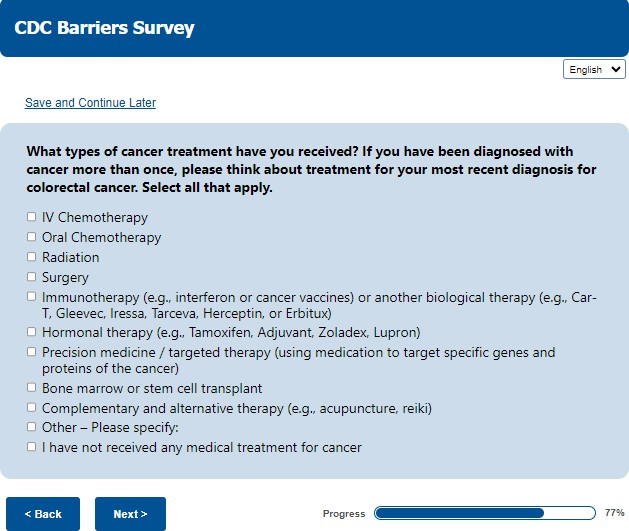 CDC Barriers Survey
English
Save and Continue Later
What types of cancer treatment have you received? If you have been diagnosed with
cancer more than once, please think about treatment for your most recent diagnosis for
colorectal cancer. Select all that apply.
IV Chemotherapy
Oral Chemotherapy
Radiation
Surgery
Immunotherapy (e.g., interferon or cancer vaccines) or another biological therapy (e.g., Car-
T, Gleevec, Iressa, Tarceva, Herceptin, or Erbitux)
Hormonal therapy (e.g., Tamoxifen, Adjuvant, Zoladex, Lupron)
Precision medicine / targeted therapy (using medication to target specific genes and
proteins of the cancer)
Bone marrow or stem cell transplant
Complementary and alternative therapy (e.g., acupuncture, reiki)
Other – Please specify:
I have not received any medical treatment for cancer
< Back
Next >
Progress
77%